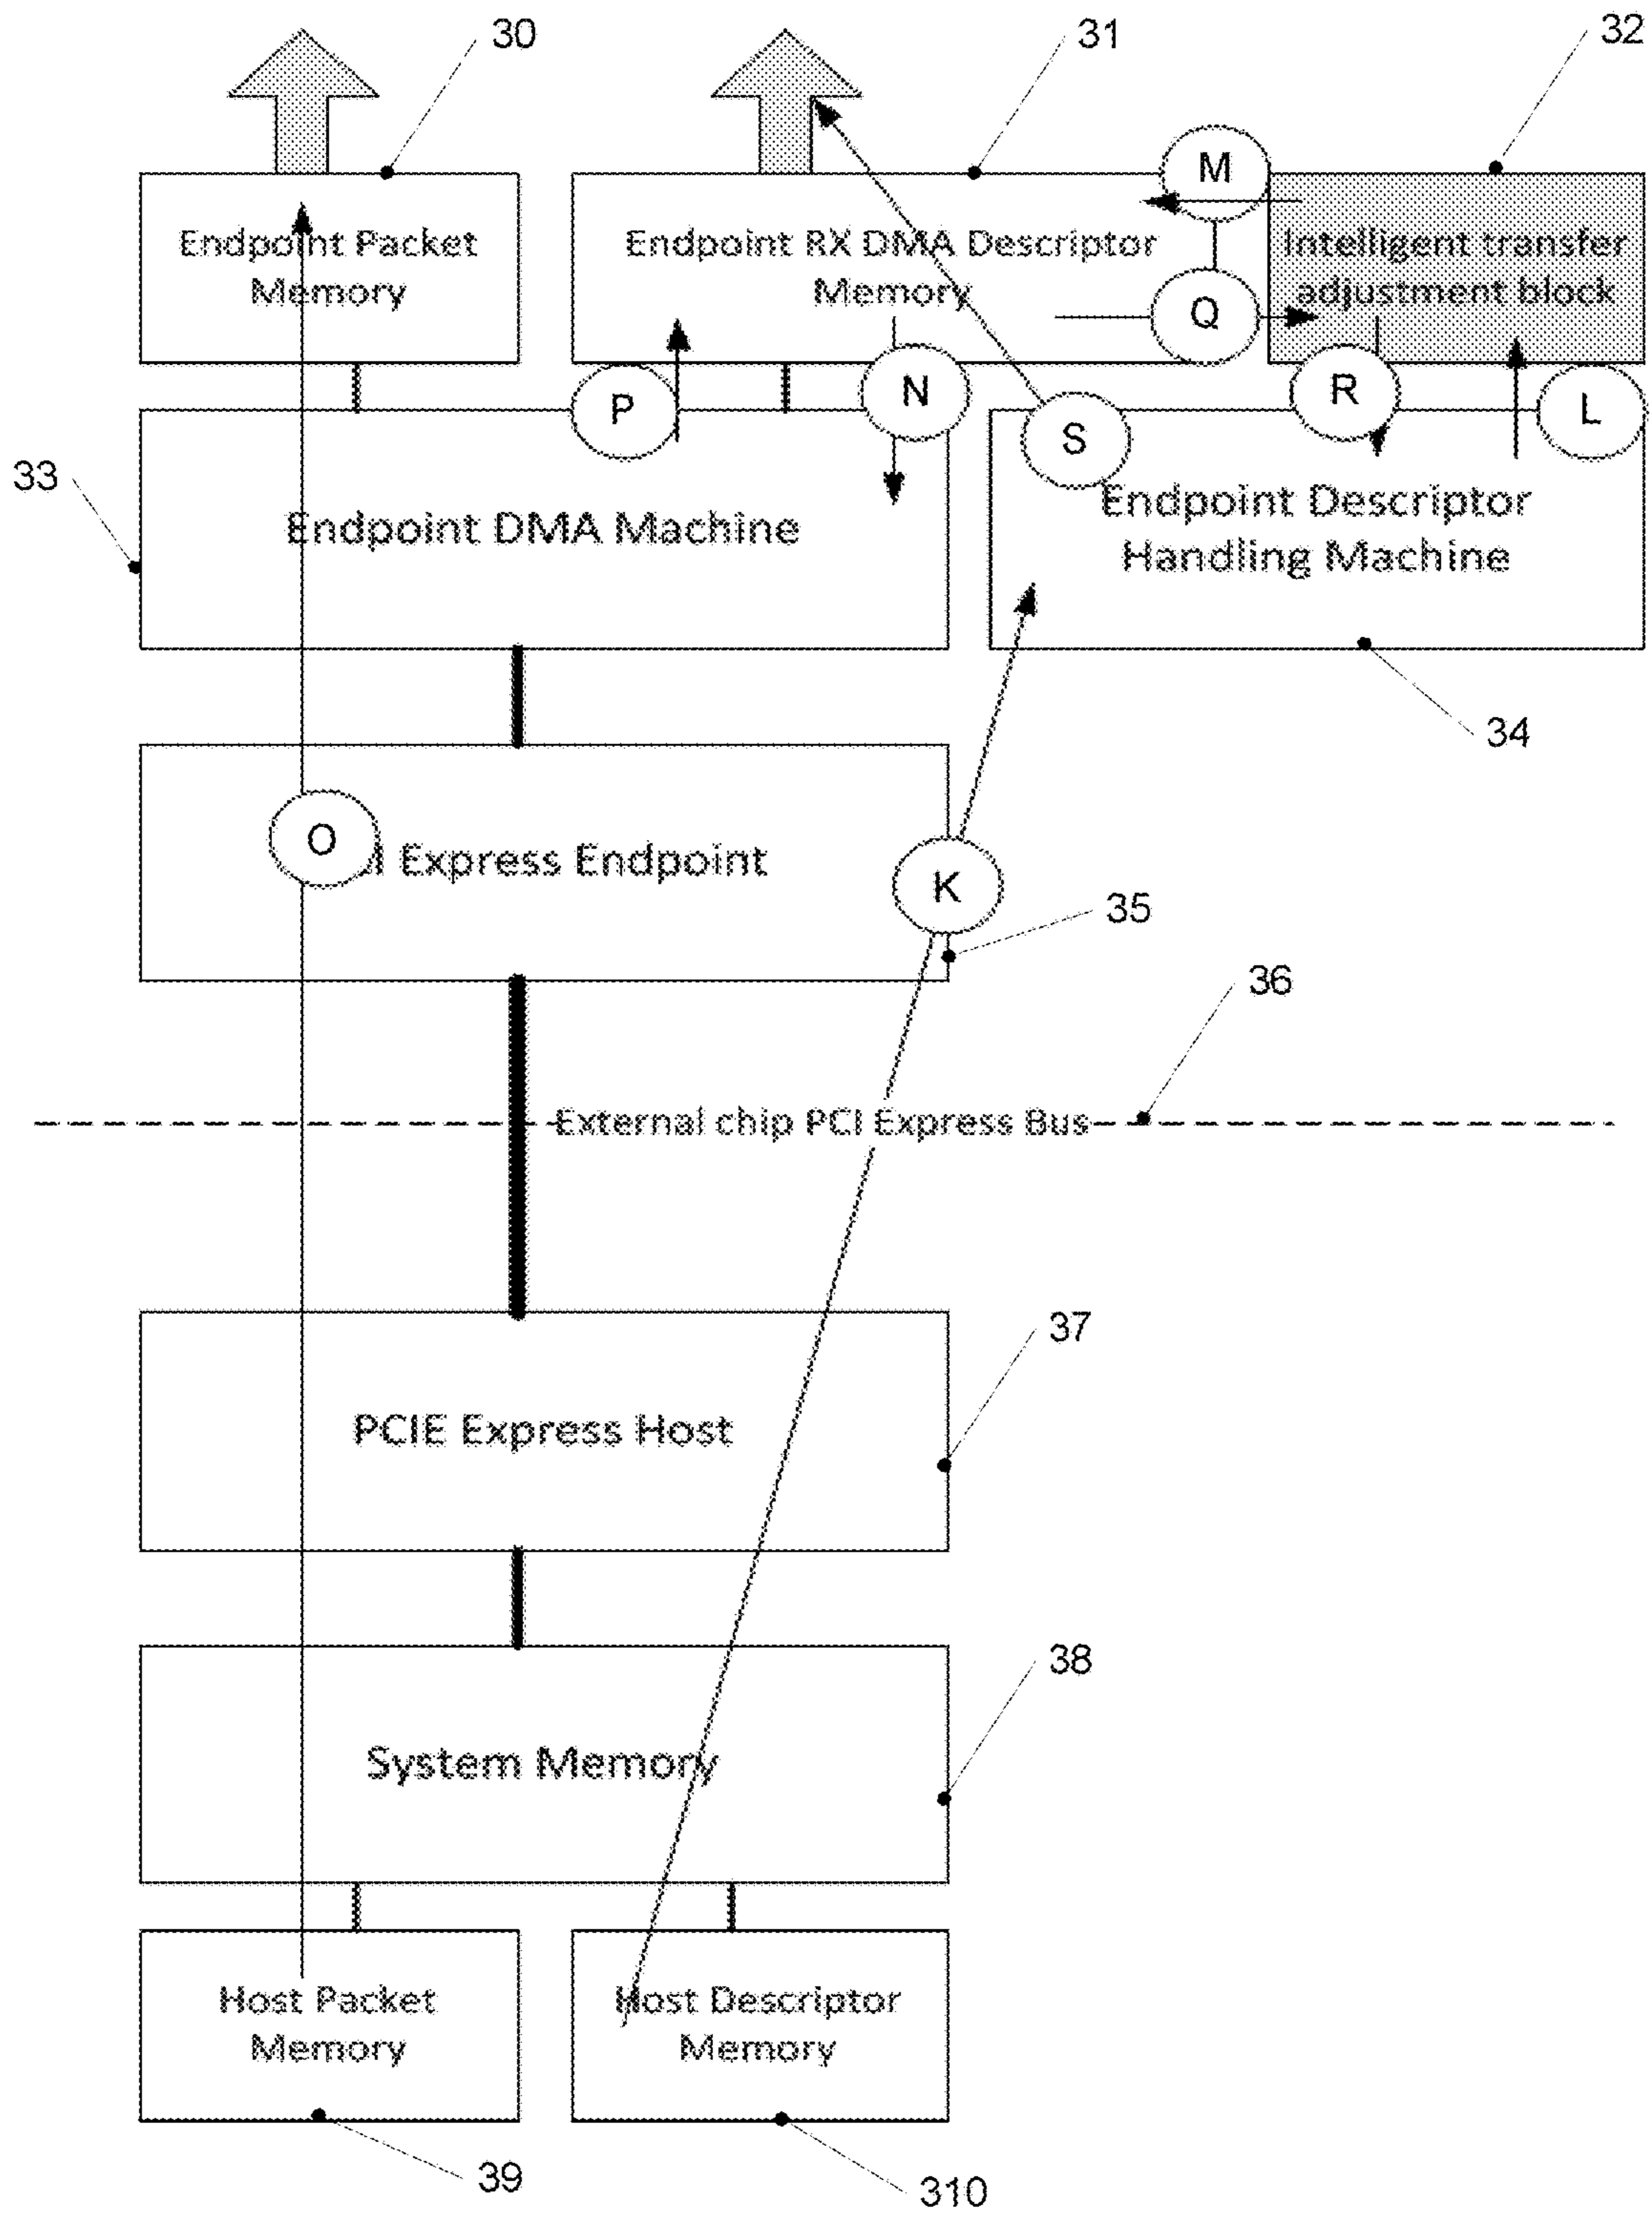 30
31
32
M
Endpoint Packet
Memory
Endpoint RX DMA Descriptor
Memory
Intelligent transfer
adjustment block
Q
P
N
S
R
L
33
Endpoint DMA Machine
Endpoint Descriptor
Handling Machine
34
O
I Express Endpoint
K
35
36
External chip PCI Express Bus
37
PCIE Express Host
38
System Memory
Host Packet
Memory
Host Descriptor
Memory
39
310